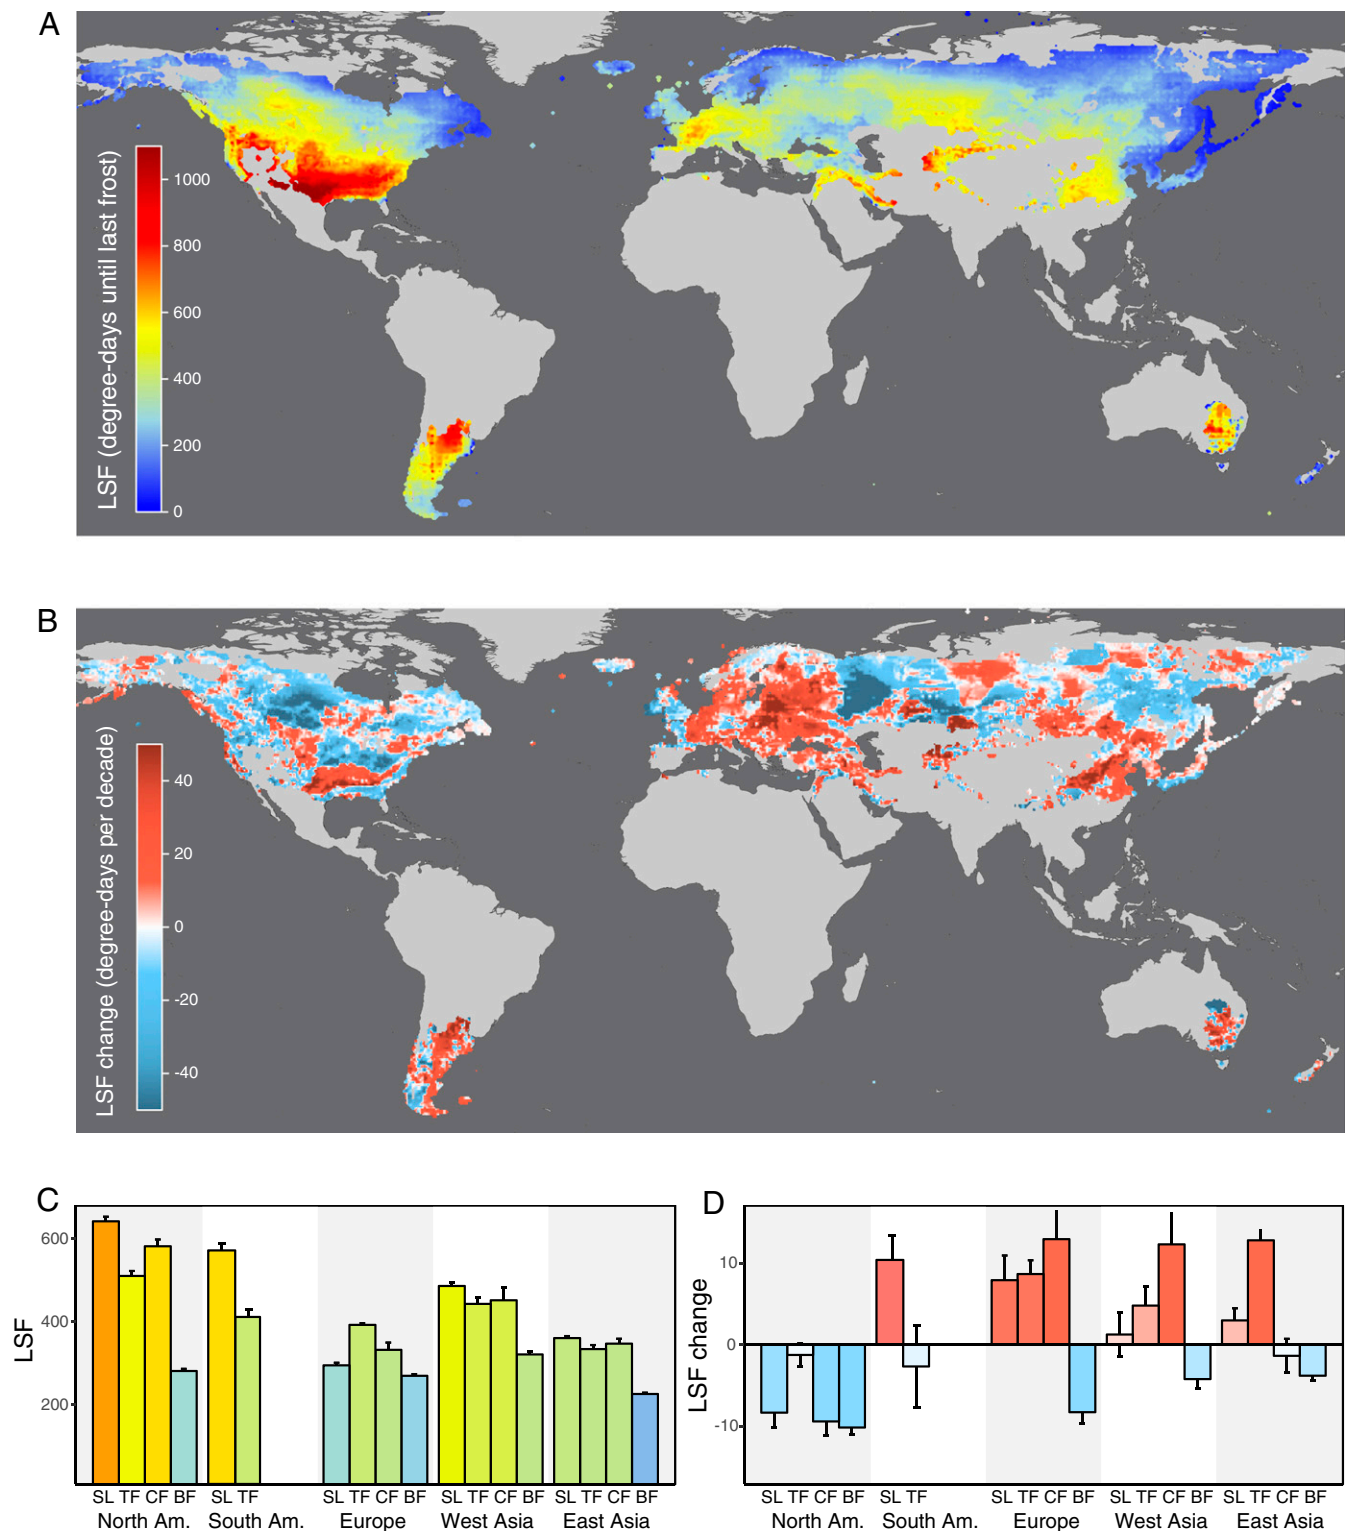 A
LSF (degree-days until last frost)
1000
800
600
400
200
0
B
LSF change (degree-days per decade)
40
20
0
-20
-40
C
LSF
600
400
200
SL TF CF BF
North Am.
SL TF
South Am.
SL TF CF BF
Europe
SL TF CF BF
West Asia
SL TF CF BF
East Asia
D
LSF change
10
0
-10
SL TF CF BF
North Am.
SL TF
South Am.
SL TF CF BF
Europe
SL TF CF BF
West Asia
SL TF CF BF
East Asia